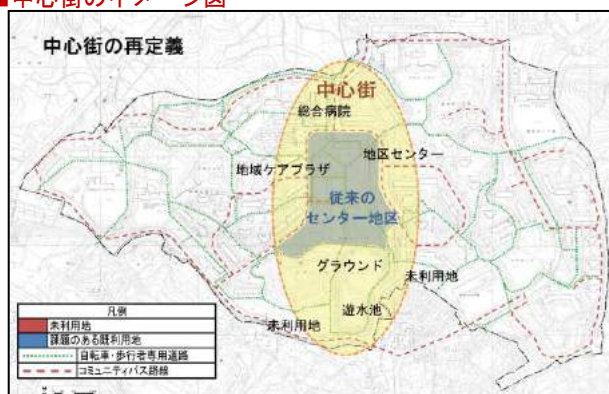 ■中心街のイメージ図
中心街の再定義
中心街
総合病院
地区センター
地域ケアプラザ
従来の
センター地区
グラウンド
未利用地
遊水池
未利用地
凡例
未利用地
課題のある既利用地
自転車・歩行者専用道路
コミュニティバス路線